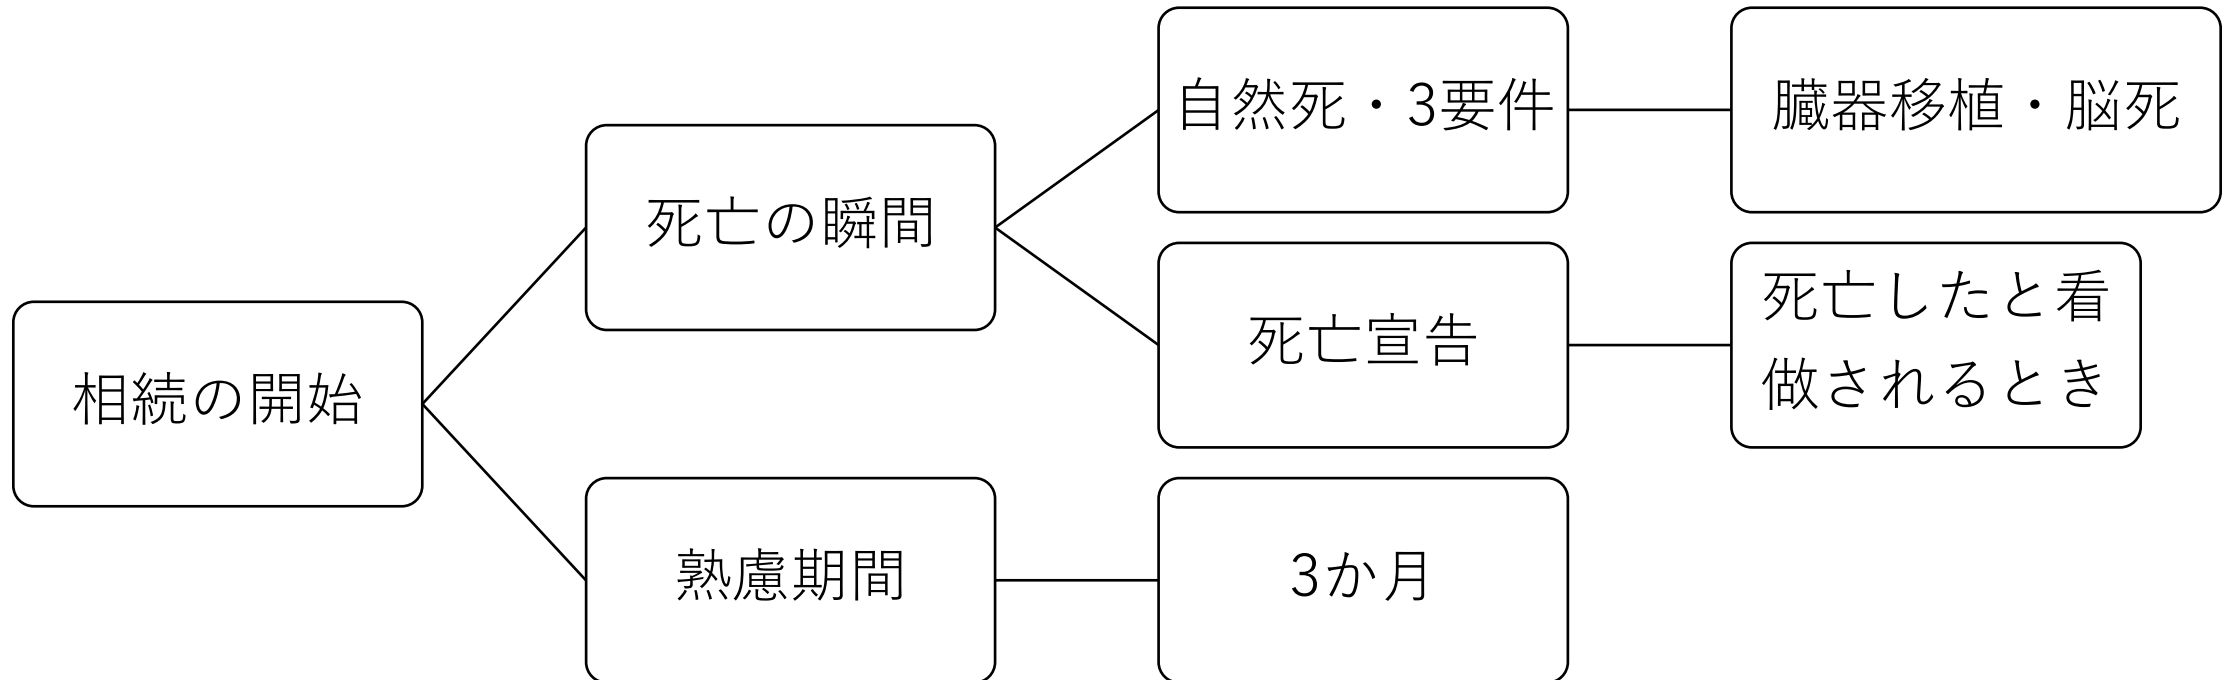 相続の開始
死亡の瞬間
自然死・3要件
臓器移植・脳死
死亡宣告
死亡したと看
做されるとき
熟慮期間
3か月